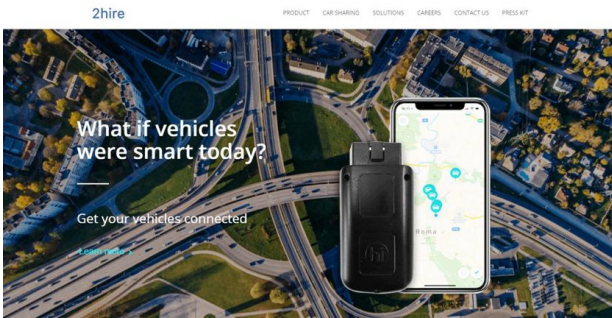 2hire
PRODUCT CAR SHARING SOLUTIONS CAREERS CONTACT US PRESS KIT
What if vehicles
were smart today?
Get your vehicles connected
Learn more ›
Roma
hi